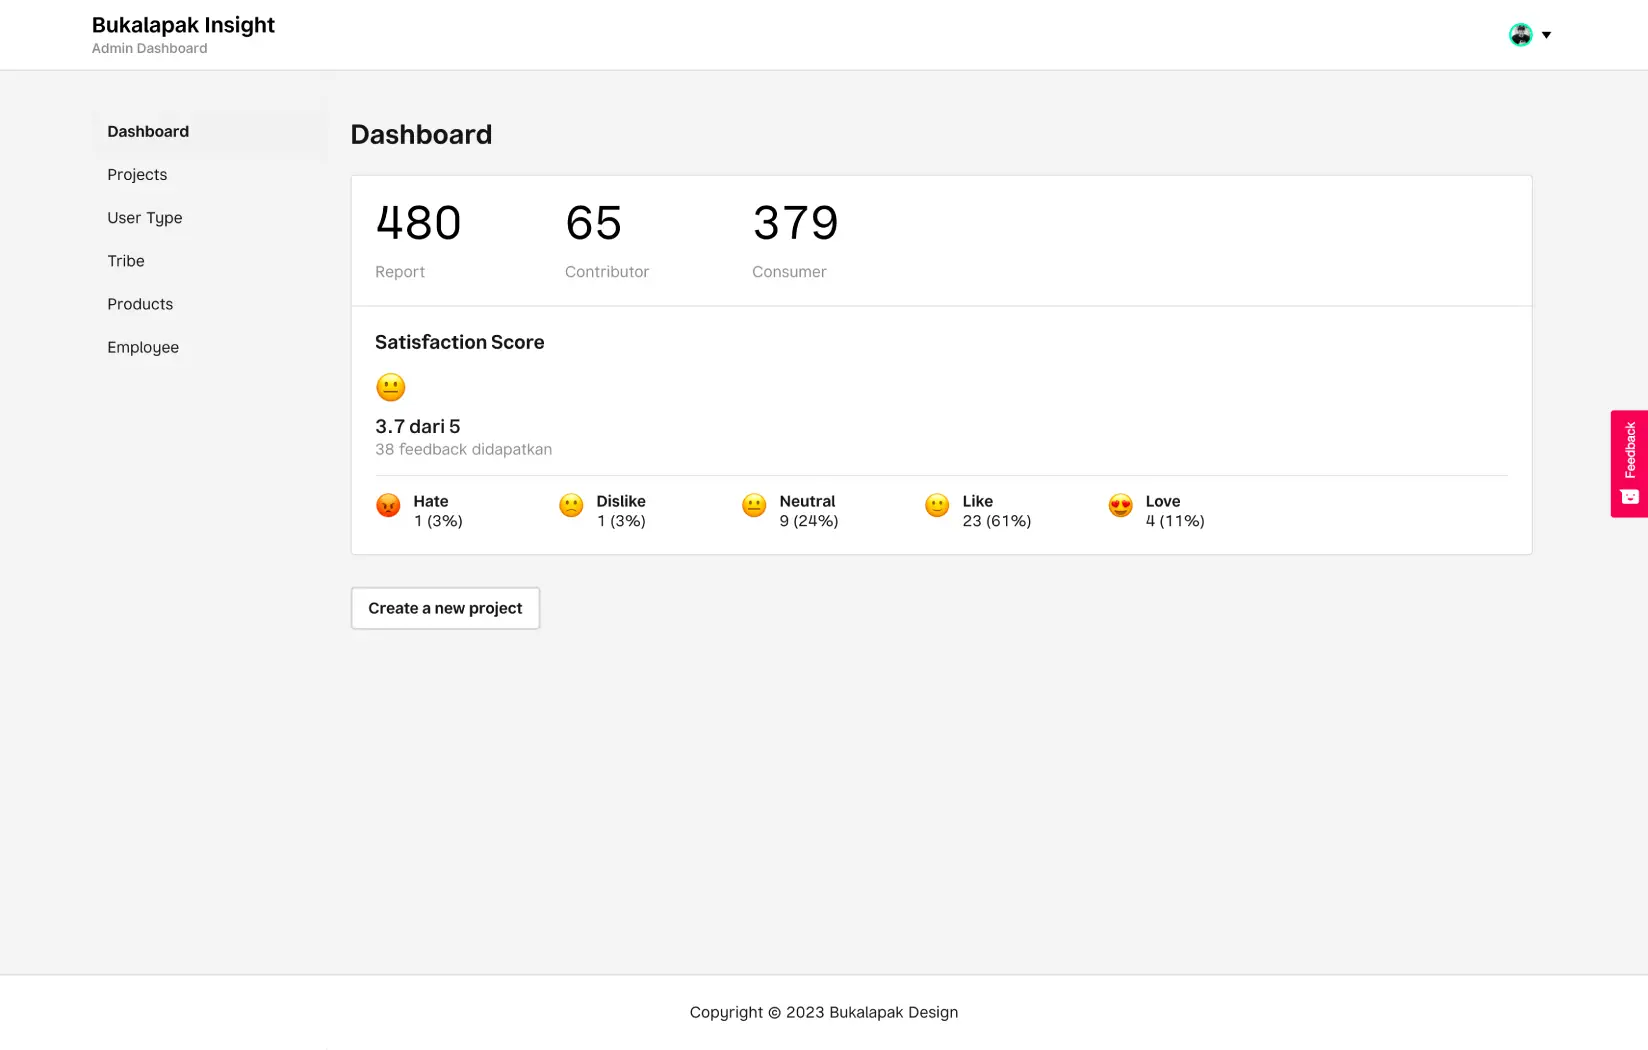 Bukalapak Insight
Admin Dashboard
Dashboard
Projects
User Type
Tribe
Products
Employee
Dashboard
480
Report
65
Contributor
379
Consumer
Satisfaction Score
3.7 dari 5
38 feedback didapatkan
Hate
1 (3%)
Dislike
1 (3%)
Neutral
9 (24%)
Like
23 (61%)
Love
4 (11%)
Create a new project
Feedback
Copyright © 2023 Bukalapak Design